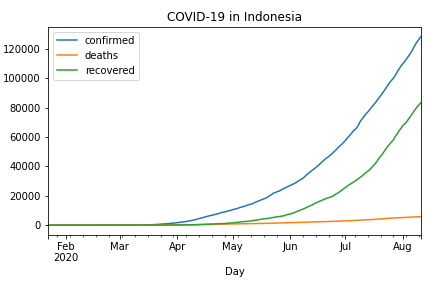 COVID-19 in Indonesia
confirmed
deaths
recovered
120000
100000
80000
60000
40000
20000
0
Feb Mar Apr May Jun Jul Aug
2020
Day